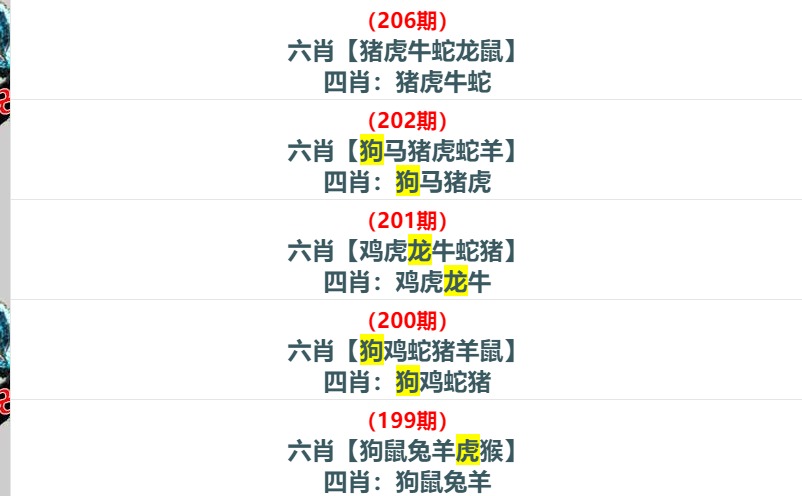 （206期）
六肖【猪虎牛蛇龙鼠】
四肖：猪虎牛蛇
（202期）
六肖【狗马猪虎蛇羊】
四肖：狗马猪虎
（201期）
六肖【鸡虎龙牛蛇猪】
四肖：鸡虎龙牛
（200期）
六肖【狗鸡蛇猪羊鼠】
四肖：狗鸡蛇猪
（199期）
六肖【狗鼠兔羊虎猴】
四肖：狗鼠兔羊